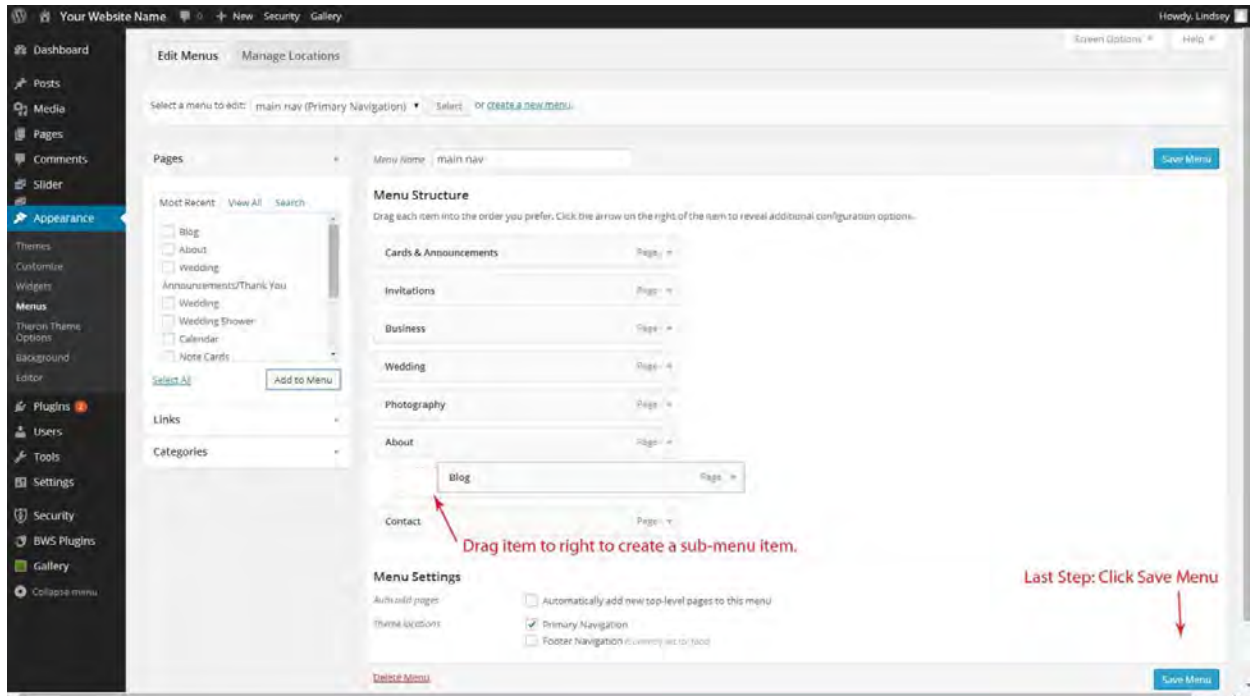 Your Website Name 0 + New Security Gallery
Howdy, Lindsey
Screen Options Help
Dashboard
Posts
Media
Pages
Comments
Slider
Appearance
Themes
Customize
Widgets
Menus
Theron Theme
Options
Background
Editor
Plugins 2
Users
Tools
Settings
Security
BWS Plugins
Gallery
Collapse menu
Edit Menus Manage Locations
Select a menu to edit: main nav (Primary Navigation) Select or create a new menu.
Pages
Most Recent View All Search
Blog
About
Wedding
Announcements/Thank You
Wedding
Wedding Shower
Calendar
Note Cards
Select All Add to Menu
Links
Categories
Menu Name main nav Save Menu
Menu Structure
Drag each item into the order you prefer. Click the arrow on the right of the item to reveal additional configuration options.
Cards & Announcements Page
Invitations Page
Business Page
Wedding Page
Photography Page
About Page
Blog Page
Contact Page
Drag item to right to create a sub-menu item.
Menu Settings
Last Step: Click Save Menu
Auto add pages Automatically add new top-level pages to this menu
Theme locations Primary Navigation
Footer Navigation
Delete Menu Save Menu